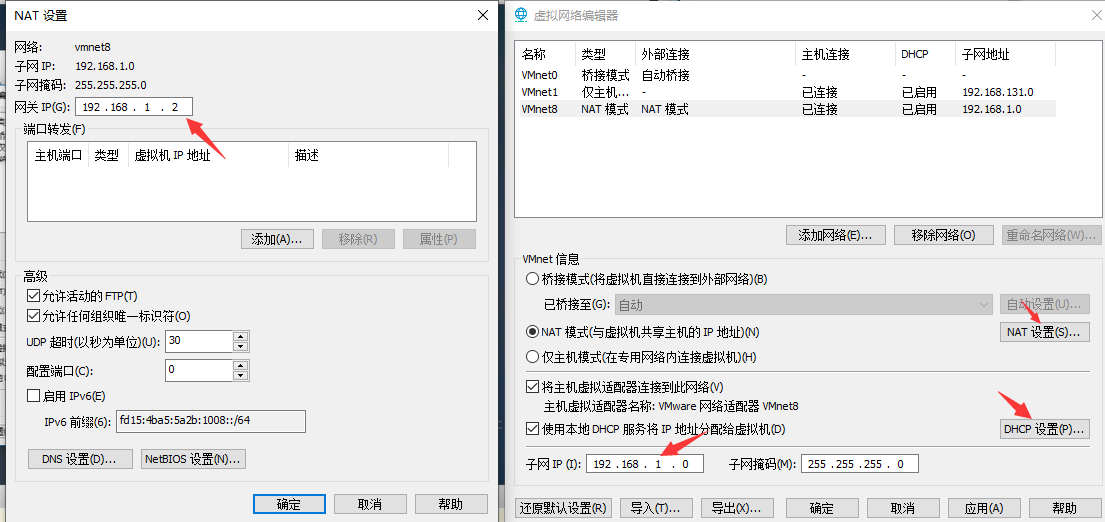 NAT 设置
网络: vmnet8
子网 IP: 192.168.1.0
子网掩码: 255.255.255.0
网关 IP(G): 192 .168 . 1 . 2
端口转发(F)
主机端口 类型 虚拟机 IP 地址 描述
添加(A)... 移除(R) 属性(P)
高级
允许活动的 FTP(T)
允许任何组织唯一标识符(O)
UDP 超时(以秒为单位)(U): 30
配置端口(C): 0
启用 IPv6(E)
IPv6 前缀(6): fd15:4ba5:5a2b:1008::/64
DNS 设置(D)... NetBIOS 设置(N)...
确定 取消 帮助
虚拟网络编辑器
名称 类型 外部连接 主机连接 DHCP 子网地址
VMnet0 桥接模式 自动桥接 - - -
VMnet1 仅主机... - 已连接 已启用 192.168.131.0
VMnet8 NAT 模式 NAT 模式 已连接 已启用 192.168.1.0
添加网络(E)... 移除网络(O) 重命名网络(W)...
VMnet 信息
桥接模式(将虚拟机直接连接到外部网络)(B)
已桥接至(G): 自动 自动设置(U)...
NAT 模式(与虚拟机共享主机的 IP 地址)(N) NAT 设置(S)...
仅主机模式(在专用网络内连接虚拟机)(H)
将主机虚拟适配器连接到此网络(V)
主机虚拟适配器名称: VMware 网络适配器 VMnet8
使用本地 DHCP 服务将 IP 地址分配给虚拟机(D) DHCP 设置(P)...
子网 IP (I): 192 .168 . 1 . 0 子网掩码(M): 255 .255 .255 . 0
还原默认设置(R) 导入(T)... 导出(X)... 确定 取消 应用(A) 帮助